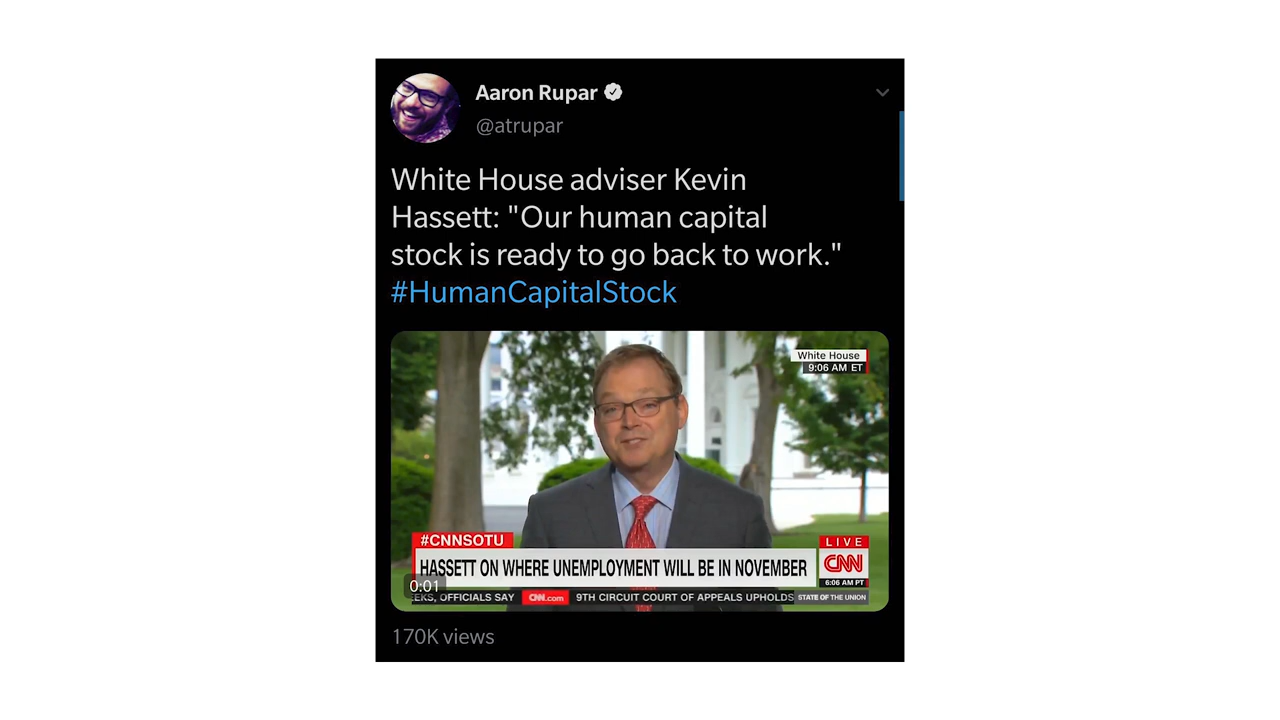 Aaron Rupar
@atrupar
White House adviser Kevin
Hassett: "Our human capital
stock is ready to go back to work."
#HumanCapitalStock
White House
9:06 AM ET
#CNNSOTU
HASSETT ON WHERE UNEMPLOYMENT WILL BE IN NOVEMBER
LIVE
CNN
6:06 AM PT
0:01
EKS, OFFICIALS SAY CNN.com 9TH CIRCUIT COURT OF APPEALS UPHOLDS STATE OF THE UNION
170K views